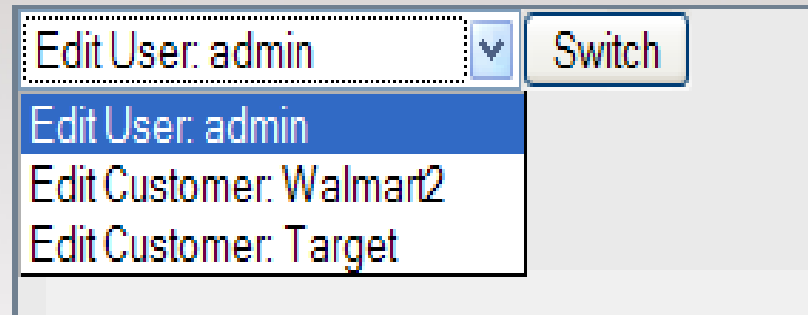 Edit User: admin Switch
Edit User: admin
Edit Customer: Walmart2
Edit Customer: Target